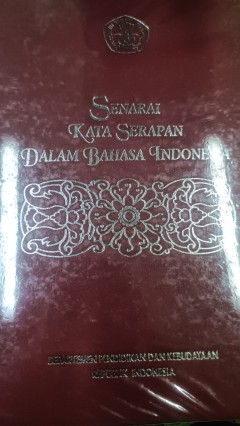 SENARAI
KATA SERAPAN
DALAM BAHASA INDONESIA
DEPARTEMEN PENDIDIKAN DAN KEBUDAYAAN
REPUBLIK INDONESIA